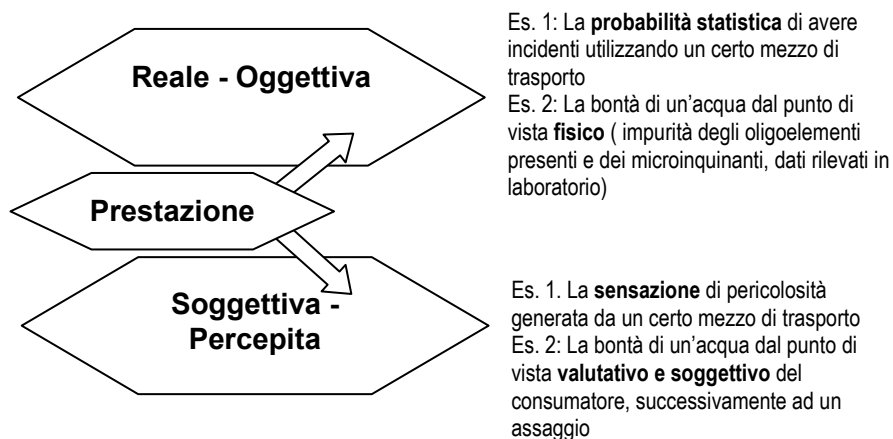 Reale - Oggettiva
Es. 1: La probabilità statistica di avere
incidenti utilizzando un certo mezzo di
trasporto
Es. 2: La bontà di un'acqua dal punto di
vista fisico ( impurità degli oligoelementi
presenti e dei microinquinanti, dati rilevati in
laboratorio)
Prestazione
Soggettiva -
Percepita
Es. 1. La sensazione di pericolosità
generata da un certo mezzo di trasporto
Es. 2: La bontà di un'acqua dal punto di
vista valutativo e soggettivo del
consumatore, successivamente ad un
assaggio